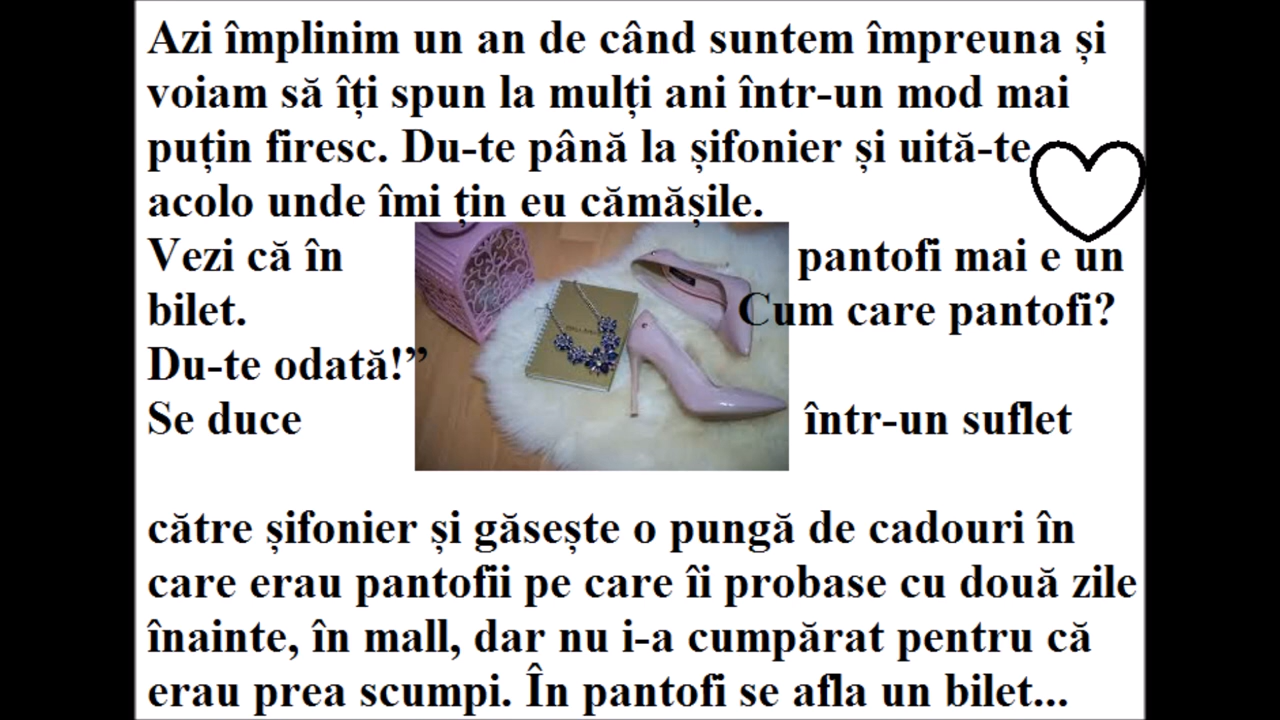 Azi împlinim un an de când suntem împreuna și
voiam să îți spun la mulți ani într-un mod mai
puțin firesc. Du-te până la șifonier și uită-te
acolo unde îmi țin eu cămășile.
Vezi că în pantofi mai e un
bilet. Cum care pantofi?
Du-te odată!”
Se duce într-un suflet
către șifonier și găsește o pungă de cadouri în
care erau pantofii pe care îi probase cu două zile
înainte, în mall, dar nu i-a cumpărat pentru că
erau prea scumpi. În pantofi se afla un bilet...